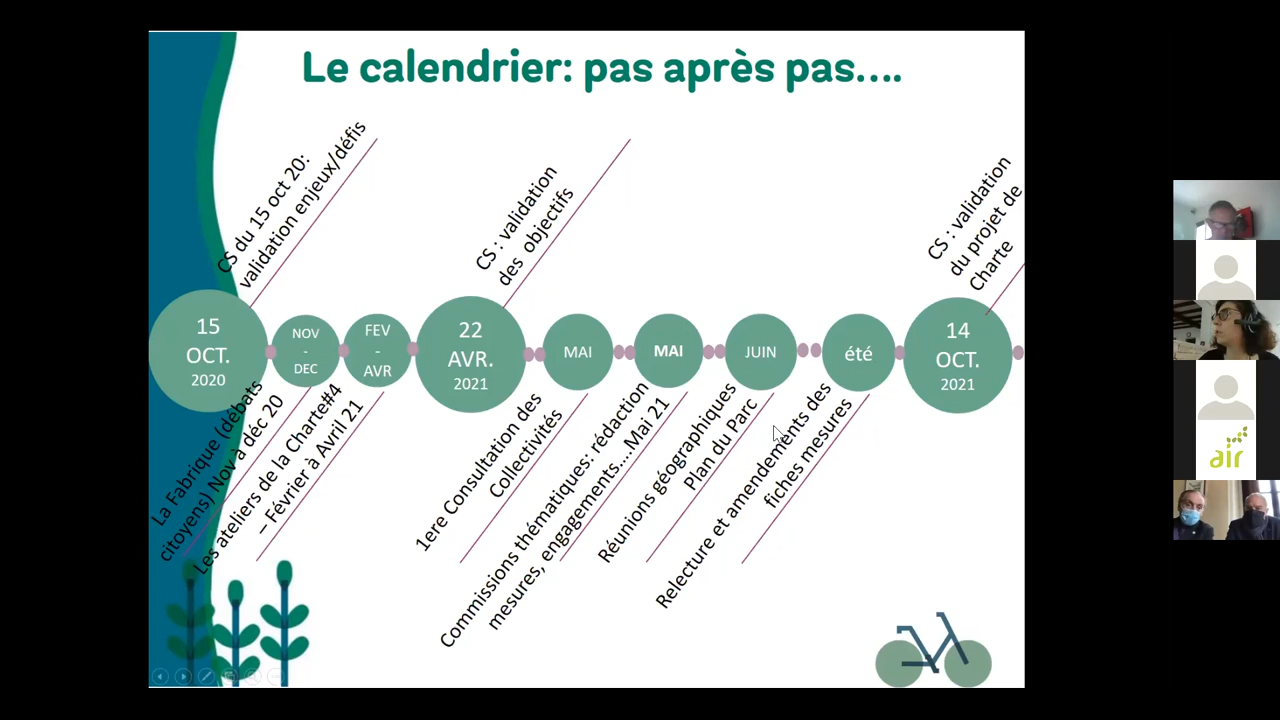 Le calendrier: pas après pas....
CS du 15 oct 20:
validation enjeux/défis
CS : validation
des objectifs
CS : validation
du projet de
Charte
15
OCT.
2020
NOV
-
DEC
FEV
-
AVR
22
AVR.
2021
MAI
MAI
JUIN
été
14
OCT.
2021
La Fabrique (débats
citoyens) Nov à déc 20
Les ateliers de la Charte#4
– Février à Avril 21
1ere Consultation des
Collectivités
Commissions thématiques: rédaction
mesures, engagements....Mai 21
Réunions géographiques
Plan du Parc
Relecture et amendements des
fiches mesures
air